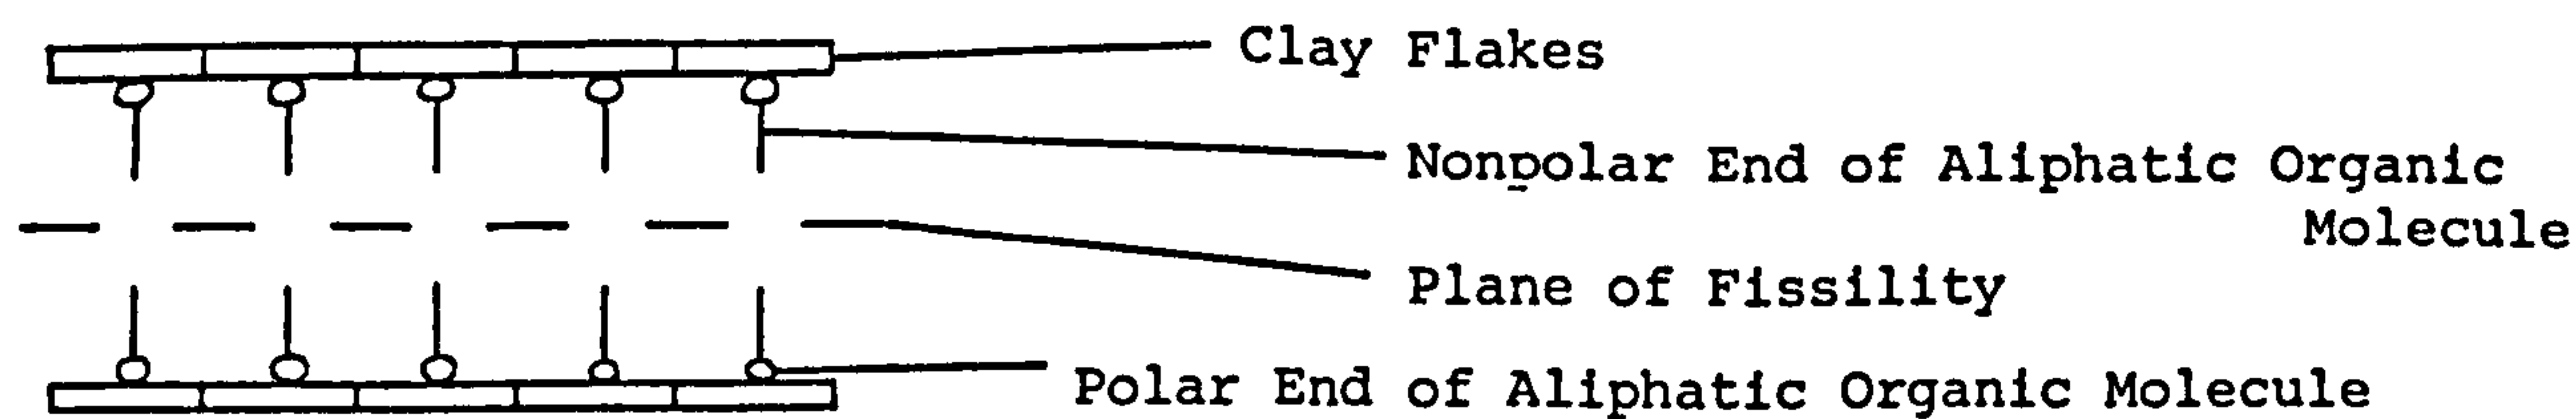 Clay Flakes
Nonpolar End of Aliphatic Organic
Molecule
Plane of Fissility
Polar End of Aliphatic Organic Molecule